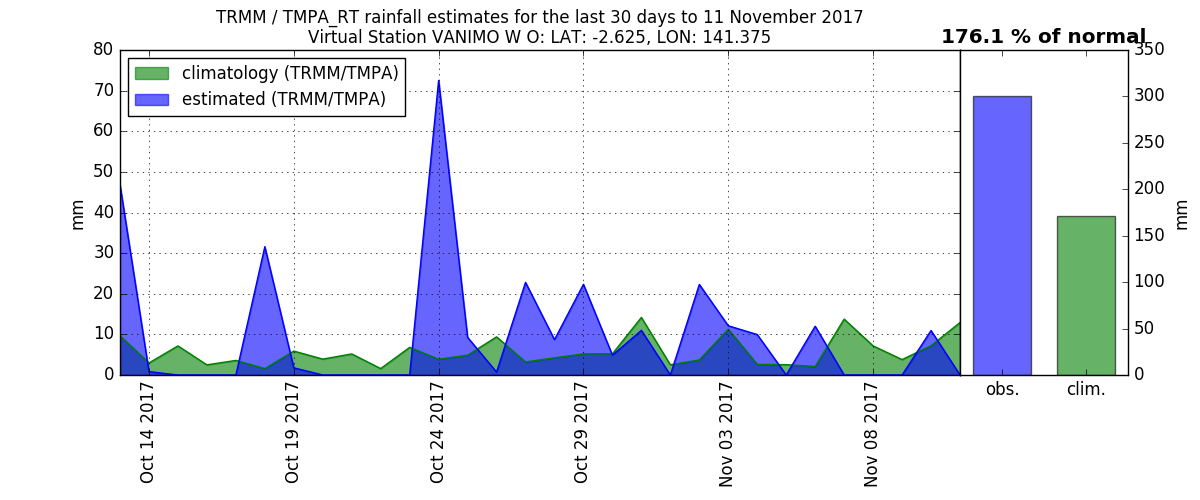 TRMM / TMPA_RT rainfall estimates for the last 30 days to 11 November 2017
Virtual Station VANIMO W O: LAT: -2.625, LON: 141.375
176.1 % of normal
climatology (TRMM/TMPA)
estimated (TRMM/TMPA)
80
70
60
50
40
30
20
10
0
mm
Oct 14 2017
Oct 19 2017
Oct 24 2017
Oct 29 2017
Nov 03 2017
Nov 08 2017
350
300
250
200
150
100
50
0
mm
obs.
clim.